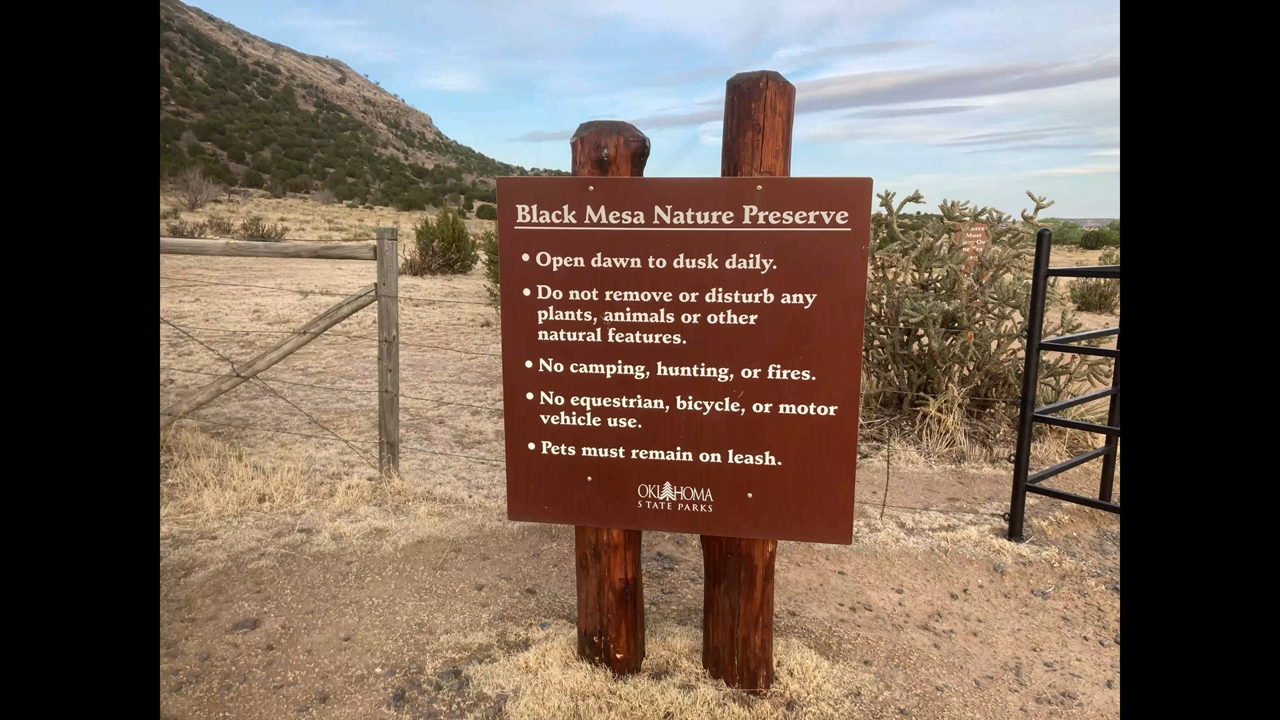 Black Mesa Nature Preserve
• Open dawn to dusk daily.
• Do not remove or disturb any
plants, animals or other
natural features.
• No camping, hunting, or fires.
• No equestrian, bicycle, or motor
vehicle use.
• Pets must remain on leash.
OKLAHOMA
STATE PARKS
Must